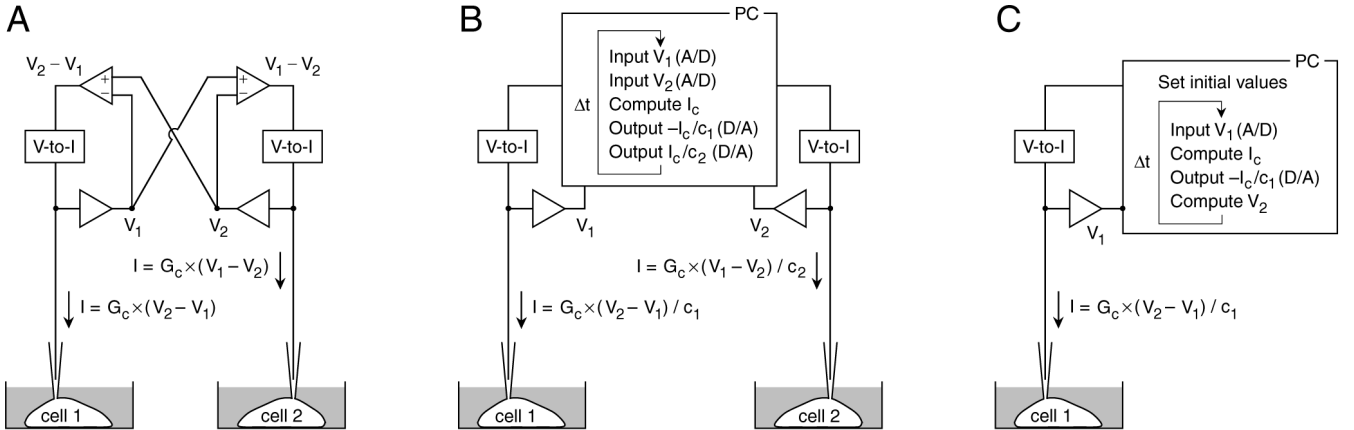 A
V2 – V1
V1 – V2
+
–
+
–
V-to-I
V-to-I
V1
V2
I = Gc×(V1 – V2)
I = Gc×(V2 – V1)
cell 1
cell 2
B
PC
Input V1 (A/D)
Input V2 (A/D)
Δt
Compute Ic
Output –Ic/c1 (D/A)
Output Ic/c2 (D/A)
V-to-I
V-to-I
V1
V2
I = Gc×(V1 – V2) / c2
I = Gc×(V2 – V1) / c1
cell 1
cell 2
C
PC
Set initial values
Input V1 (A/D)
Δt
Compute Ic
Output –Ic/c1 (D/A)
Compute V2
V-to-I
V1
I = Gc×(V2 – V1) / c1
cell 1